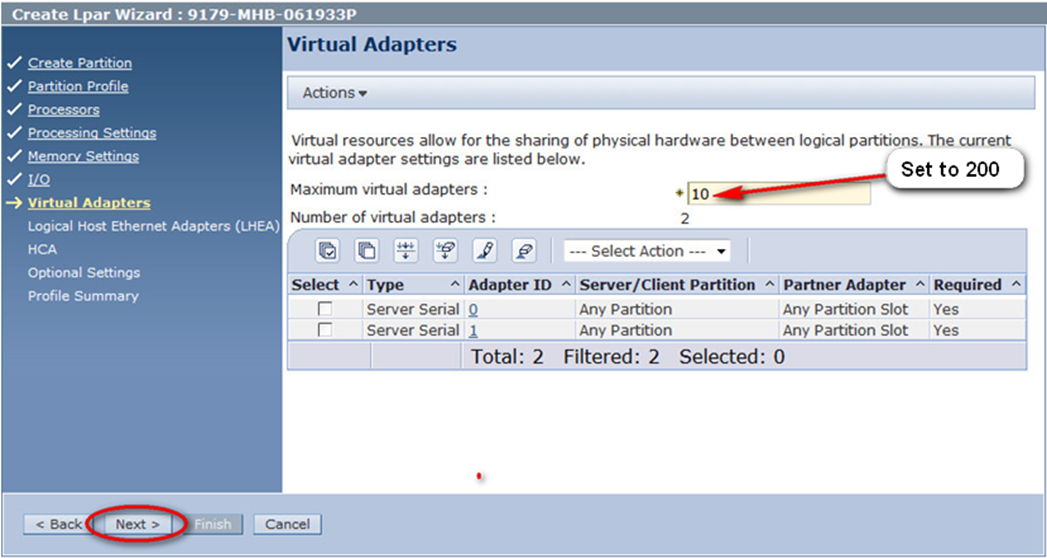 Create Lpar Wizard : 9179-MHB-061933P
Create Partition
Partition Profile
Processors
Processing Settings
Memory Settings
I/O
Virtual Adapters
Logical Host Ethernet Adapters (LHEA)
HCA
Optional Settings
Profile Summary
Virtual Adapters
Actions
Virtual resources allow for the sharing of physical hardware between logical partitions. The current
virtual adapter settings are listed below.
Maximum virtual adapters : 10
Set to 200
Number of virtual adapters : 2
--- Select Action ---
Select Type Adapter ID Server/Client Partition Partner Adapter Required
Server Serial 0 Any Partition Any Partition Slot Yes
Server Serial 1 Any Partition Any Partition Slot Yes
Total: 2 Filtered: 2 Selected: 0
< Back Next > Finish Cancel